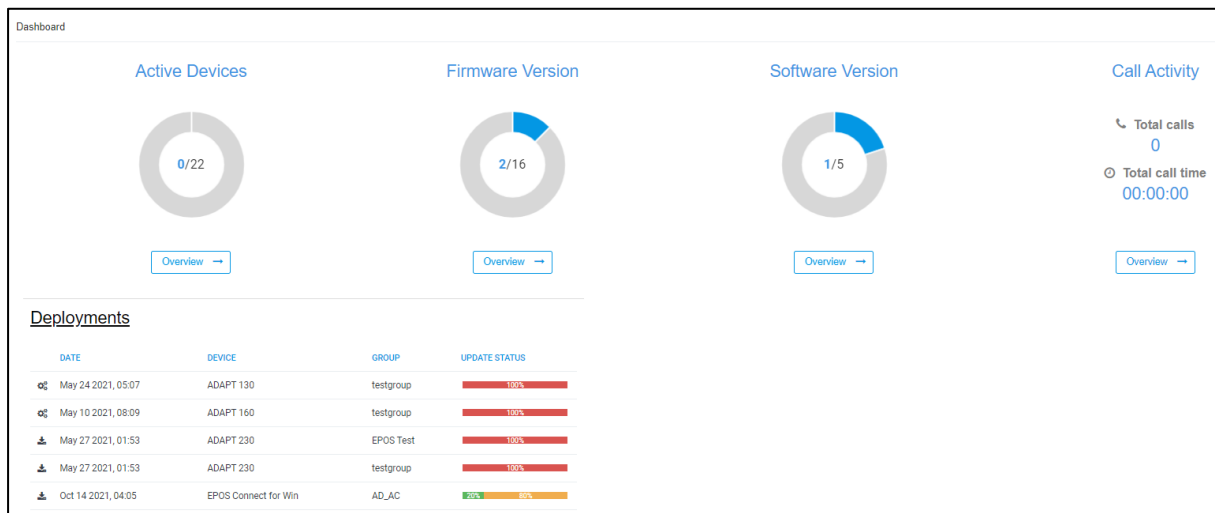 Dashboard
Active Devices
Firmware Version
Software Version
Call Activity
0/22
2/16
1/5
Total calls
0
Total call time
00:00:00
Overview →
Overview →
Overview →
Overview →
Deployments
DATE DEVICE GROUP UPDATE STATUS
May 24 2021, 05:07 ADAPT 130 testgroup 100%
May 10 2021, 08:09 ADAPT 160 testgroup 100%
May 27 2021, 01:53 ADAPT 230 EPOS Test 100%
May 27 2021, 01:53 ADAPT 230 testgroup 100%
Oct 14 2021, 04:05 EPOS Connect for Win AD_AC 20% 80%